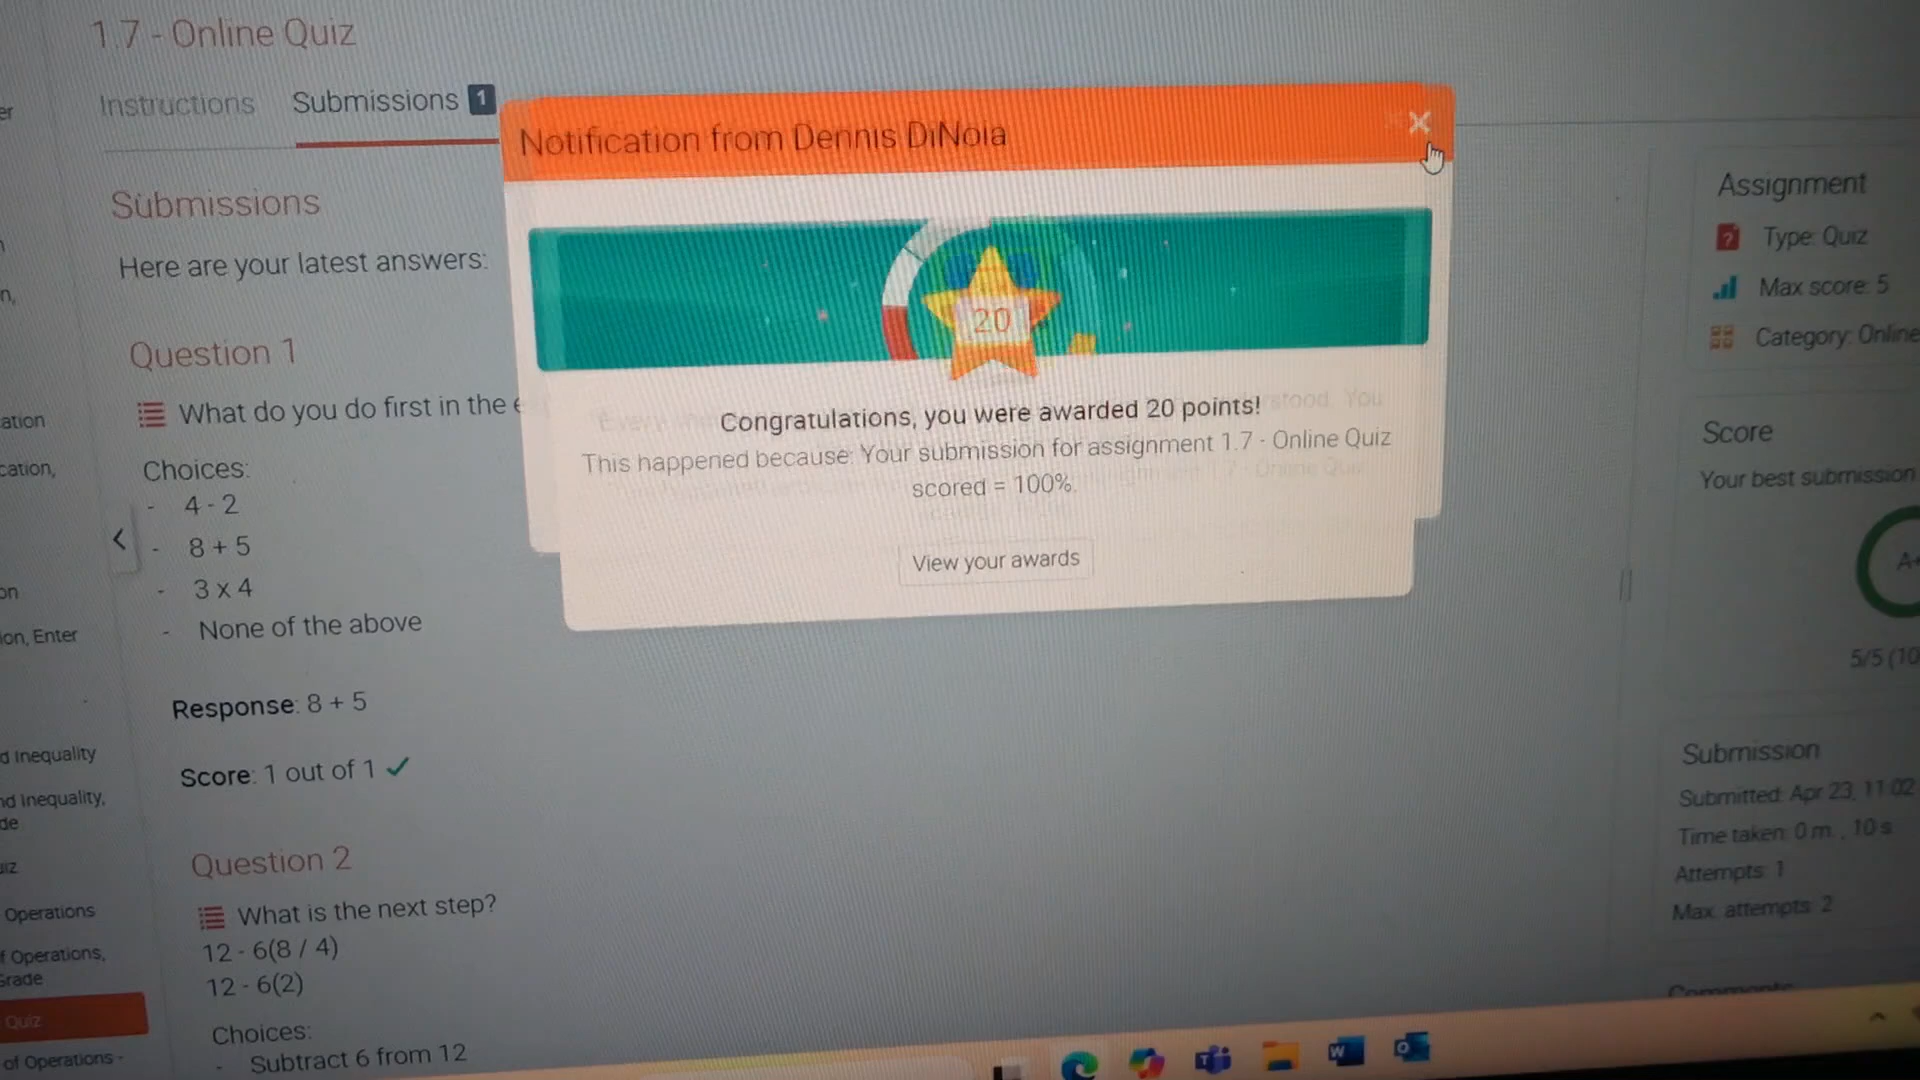 1.7 - Online Quiz
Instructions
Submissions 1
Submissions
Here are your latest answers:
Question 1
What do you do first in the
Choices:
- 4 - 2
- 8 + 5
- 3 x 4
- None of the above
Response: 8 + 5
Score: 1 out of 1
Question 2
What is the next step?
12 - 6(8 / 4)
12 - 6(2)
Choices:
- Subtract 6 from 12
Notification from Dennis DiNoia
20
Congratulations, you were awarded 20 points!
This happened because: Your submission for assignment 1.7 - Online Quiz
scored = 100%.
View your awards
Assignment
Type: Quiz
Max score: 5
Category: Online
Score
Your best submission
A+
5/5 (10
Submission
Submitted: Apr 23, 11:02
Time taken: 0 m , 10 s
Attempts: 1
Max. attempts: 2
er
n,
ation
cation,
on
ion, Enter
d Inequality
nd Inequality,
de
uiz
Operations
f Operations,
Grade
Quiz
of Operations -